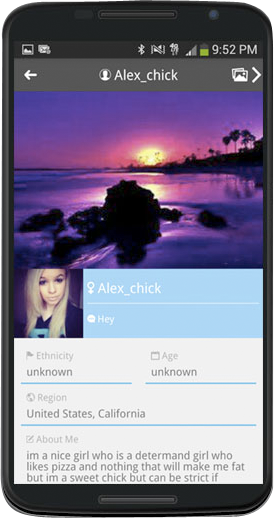 9:52 PM
Alex_chick
Alex_chick
Hey
Ethnicity
unknown
Age
unknown
Region
United States, California
About Me
im a nice girl who is a determand girl who
likes pizza and nothing that will make me fat
but im a sweet chick but can be strict if